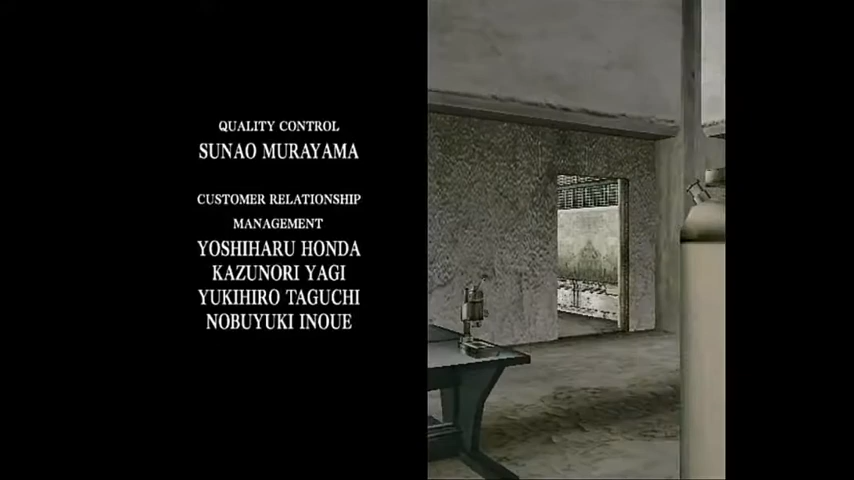 QUALITY CONTROL
SUNAO MURAYAMA
CUSTOMER RELATIONSHIP
MANAGEMENT
YOSHIHARU HONDA
KAZUNORI YAGI
YUKIHIRO TAGUCHI
NOBUYUKI INOUE